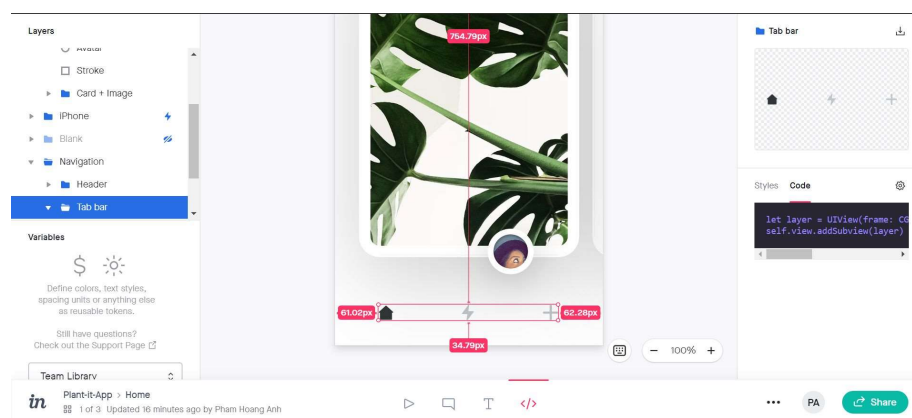 Layers
Avatar
Stroke
Card + Image
iPhone
Blank
Navigation
Header
Tab bar
Variables
Define colors, text styles,
spacing units or anything else
as reusable tokens.
Still have questions?
Check out the Support Page
Team Library
754.79px
61.02px
62.28px
34.79px
- 100% +
Tab bar
Styles Code
let layer = UIView(frame: CG
self.view.addSubview(layer)
in
Plant-it-App > Home
1 of 3 Updated 16 minutes ago by Pham Hoang Anh
T
</>
PA
Share